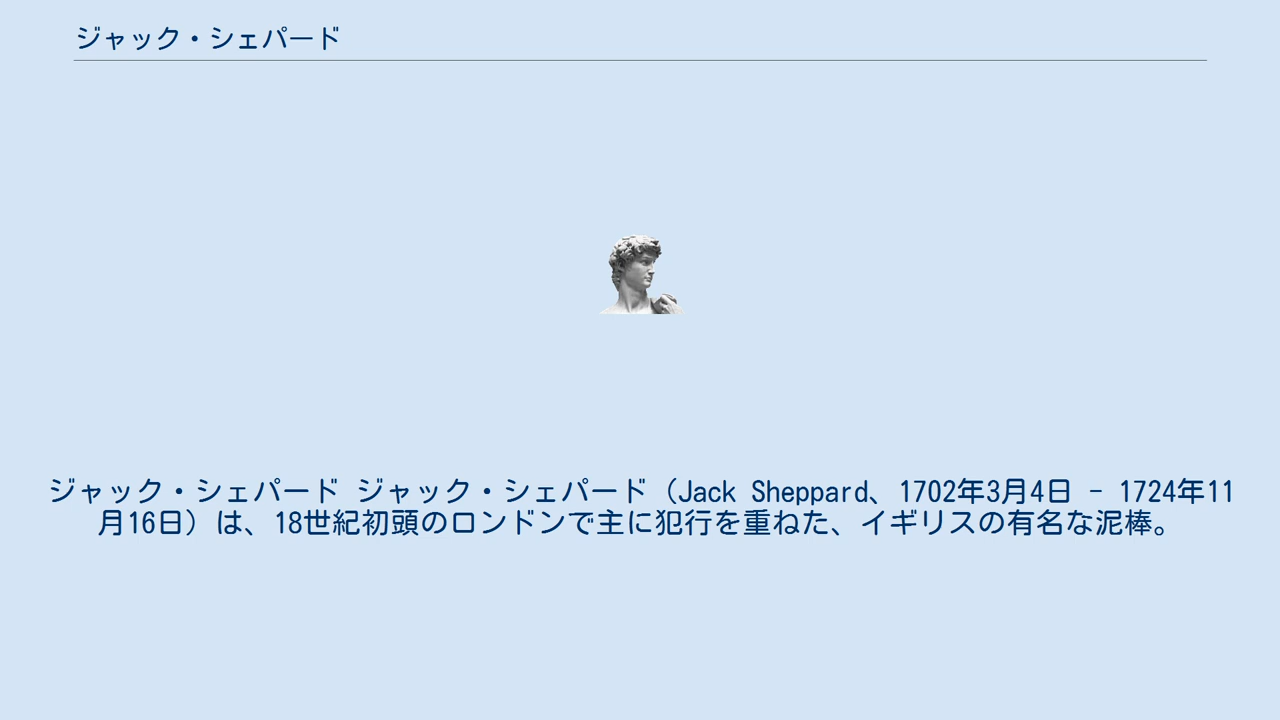 ジャック・シェパード
ジャック・シェパード ジャック・シェパード（Jack Sheppard、1702年3月4日 - 1724年11
月16日）は、18世紀初頭のロンドンで主に犯行を重ねた、イギリスの有名な泥棒。